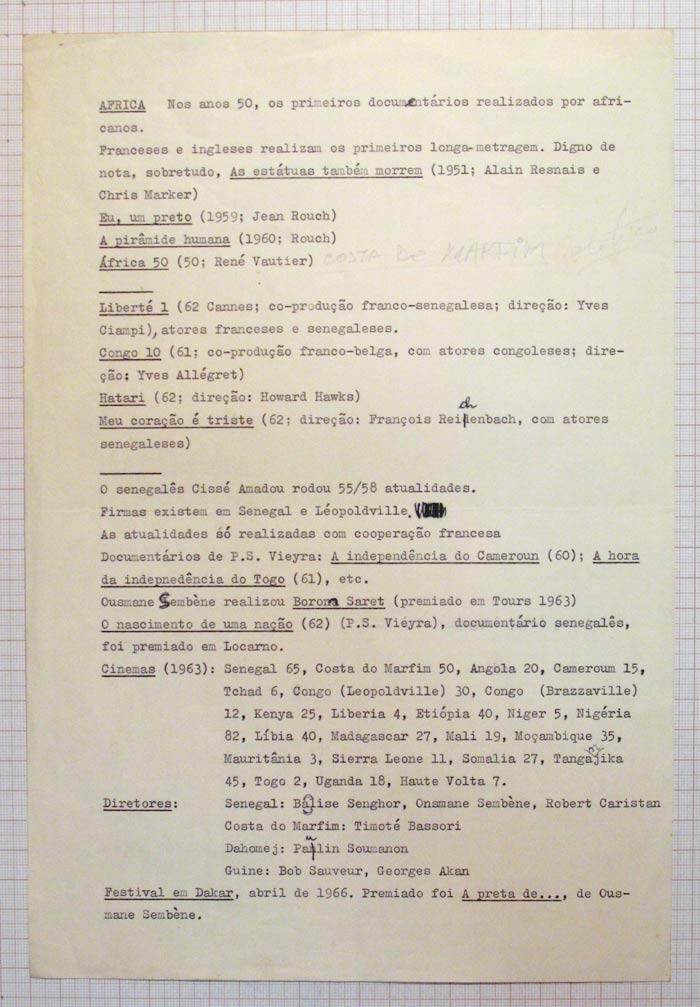 AFRICA Nos anos 50, os primeiros documentários realizados por afri-
canos.
Franceses e ingleses realizam os primeiros longa-metragem. Digno de
nota, sobretudo, As estátuas também morrem (1951; Alain Resnais e
Chris Marker)
Eu, um preto (1959; Jean Rouch)
A pirâmide humana (1960; Rouch)
África 50 (50; René Vautier) COSTA DO MARFIM
Liberté 1 (62 Cannes; co-produção franco-senegalesa; direção: Yves
Ciampi), atores franceses e senegaleses.
Congo 10 (61; co-produção franco-belga, com atores congoleses; dire-
ção: Yves Allégret)
Hatari (62; direção: Howard Hawks)
Meu coração é triste (62; direção: François Reichenbach, com atores
senegaleses)
O senegalês Cissé Amadou rodou 55/58 atualidades.
Firmas existem em Senegal e Léopoldville.
As atualidades só realizadas com cooperação francesa
Documentários de P.S. Vieyra: A independência do Cameroun (60); A hora
da indepnedência do Togo (61), etc.
Ousmane Sembène realizou Borom Saret (premiado em Tours 1963)
O nascimento de uma nação (62) (P.S. Vieyra), documentário senegalês,
foi premiado em Locarno.
Cinemas (1963): Senegal 65, Costa do Marfim 50, Angola 20, Cameroum 15,
Tchad 6, Congo (Leopoldville) 30, Congo (Brazzaville)
12, Kenya 25, Liberia 4, Etiópia 40, Niger 5, Nigéria
82, Líbia 40, Madagascar 27, Mali 19, Moçambique 35,
Mauritânia 3, Sierra Leone 11, Somalia 27, Tanganjika
45, Togo 2, Uganda 18, Haute Volta 7.
Diretores: Senegal: Balise Senghor, Onsmane Sembène, Robert Caristan
Costa do Marfim: Timoté Bassori
Dahomej: Paulin Soumanon
Guine: Bob Sauveur, Georges Akan
Festival em Dakar, abril de 1966. Premiado foi A preta de..., de Ous-
mane Sembène.